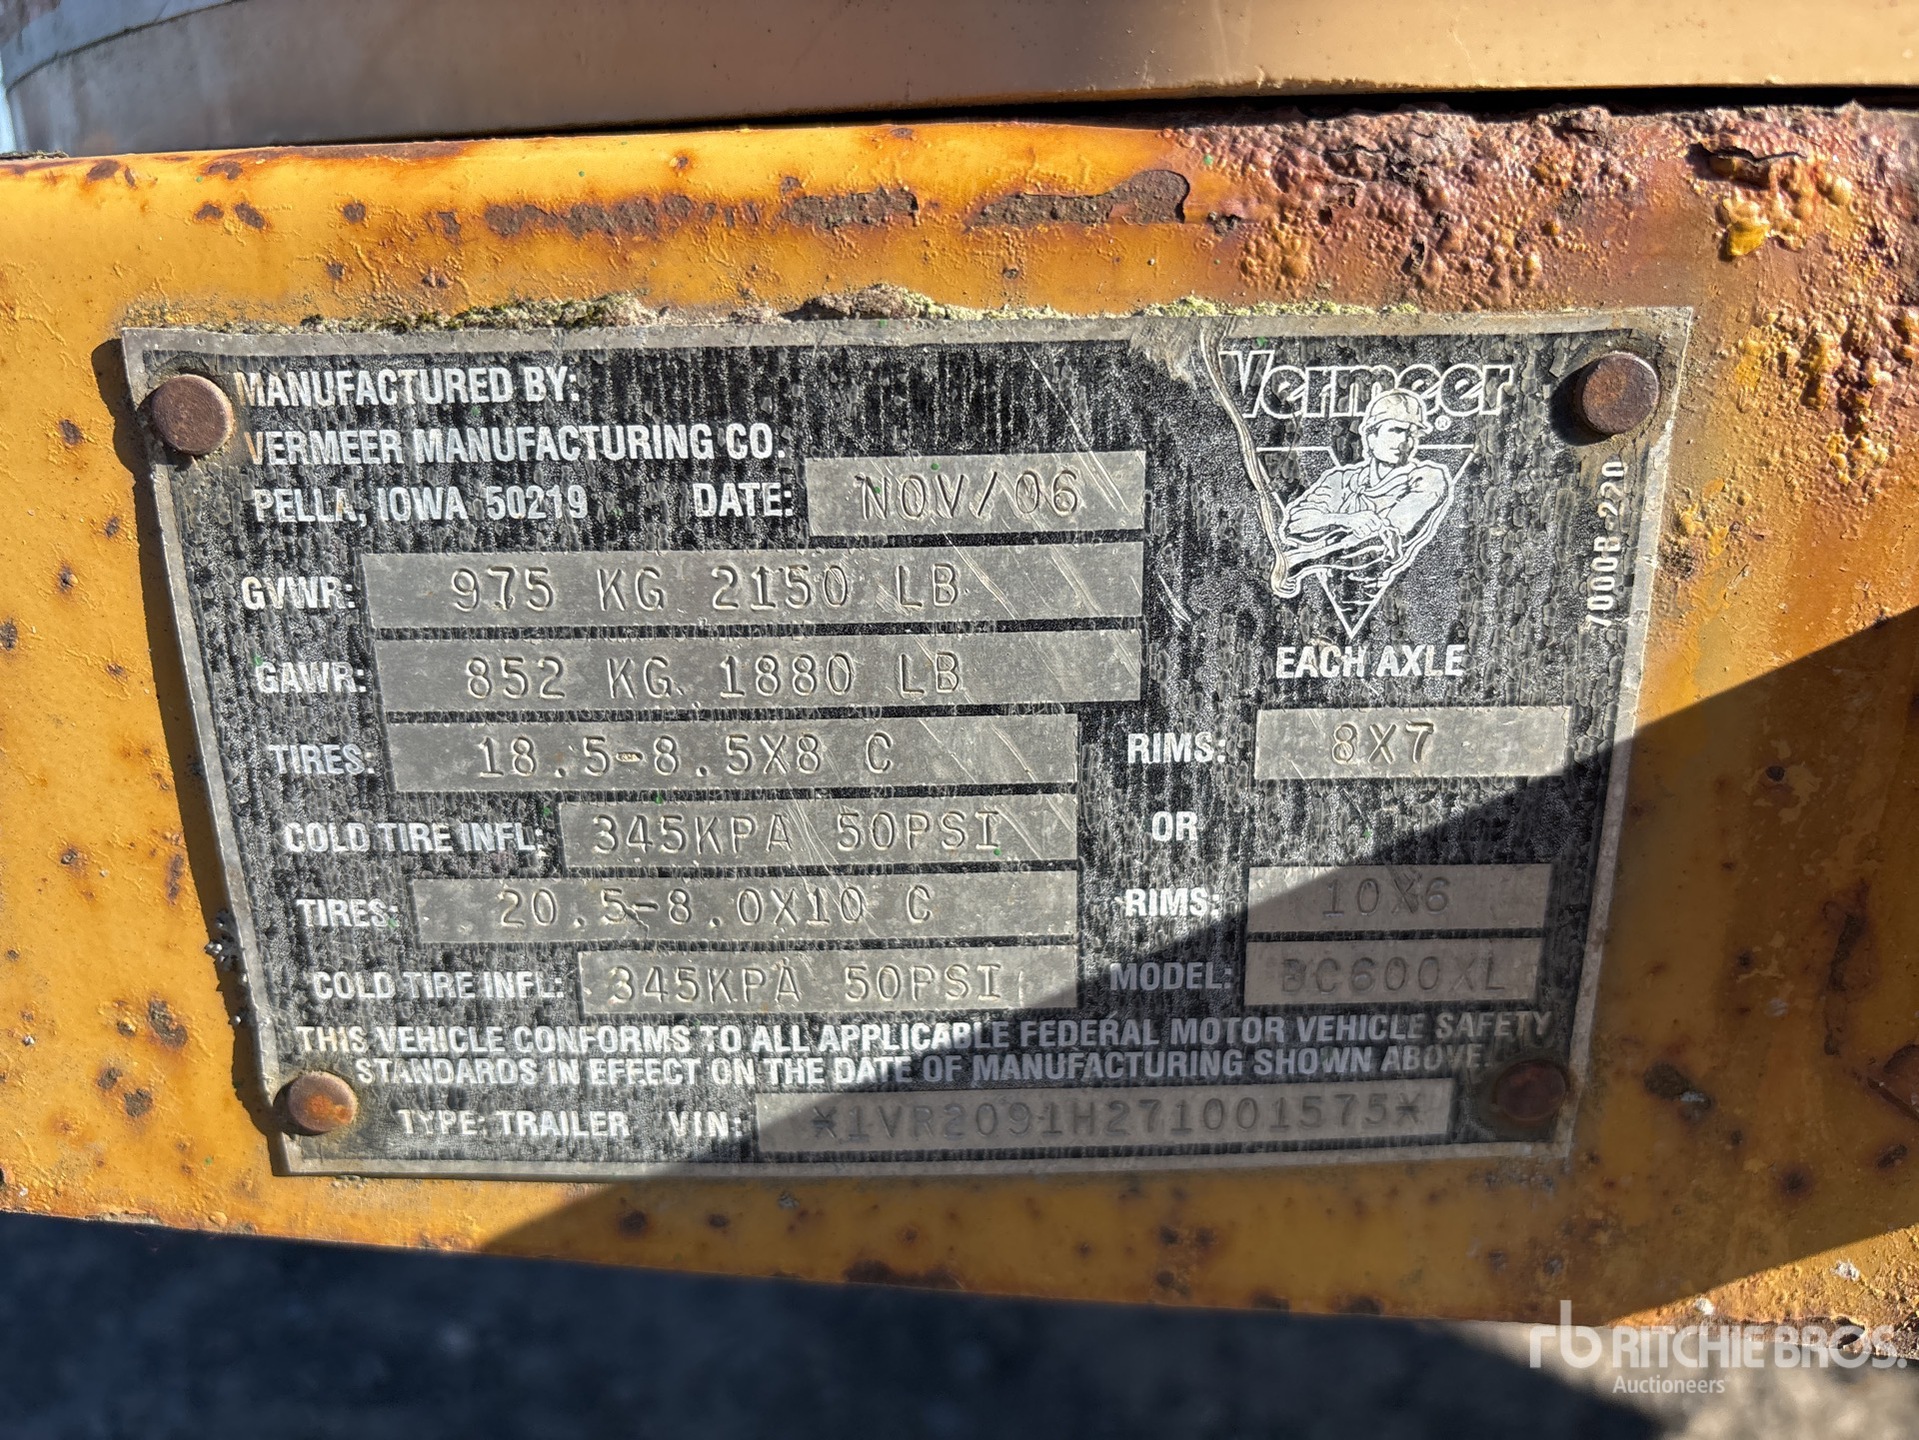 MANUFACTURED BY:
VERMEER MANUFACTURING CO.
PELLA, IOWA 50219 DATE: NOV/06
Vermeer®
7000B-220
GVWR: 975 KG 2150 LB
GAWR: 852 KG 1880 LB EACH AXLE
TIRES: 18.5-8.5X8 C RIMS: 8X7
COLD TIRE INFL: 345KPA 50PSI OR
TIRES: 20.5-8.0X10 C RIMS: 10X6
COLD TIRE INFL: 345KPA 50PSI MODEL: BC600XL
THIS VEHICLE CONFORMS TO ALL APPLICABLE FEDERAL MOTOR VEHICLE SAFETY
STANDARDS IN EFFECT ON THE DATE OF MANUFACTURING SHOWN ABOVE.
TYPE: TRAILER VIN: *1VR2091H271001575*
rb RITCHIE BROS.
Auctioneers